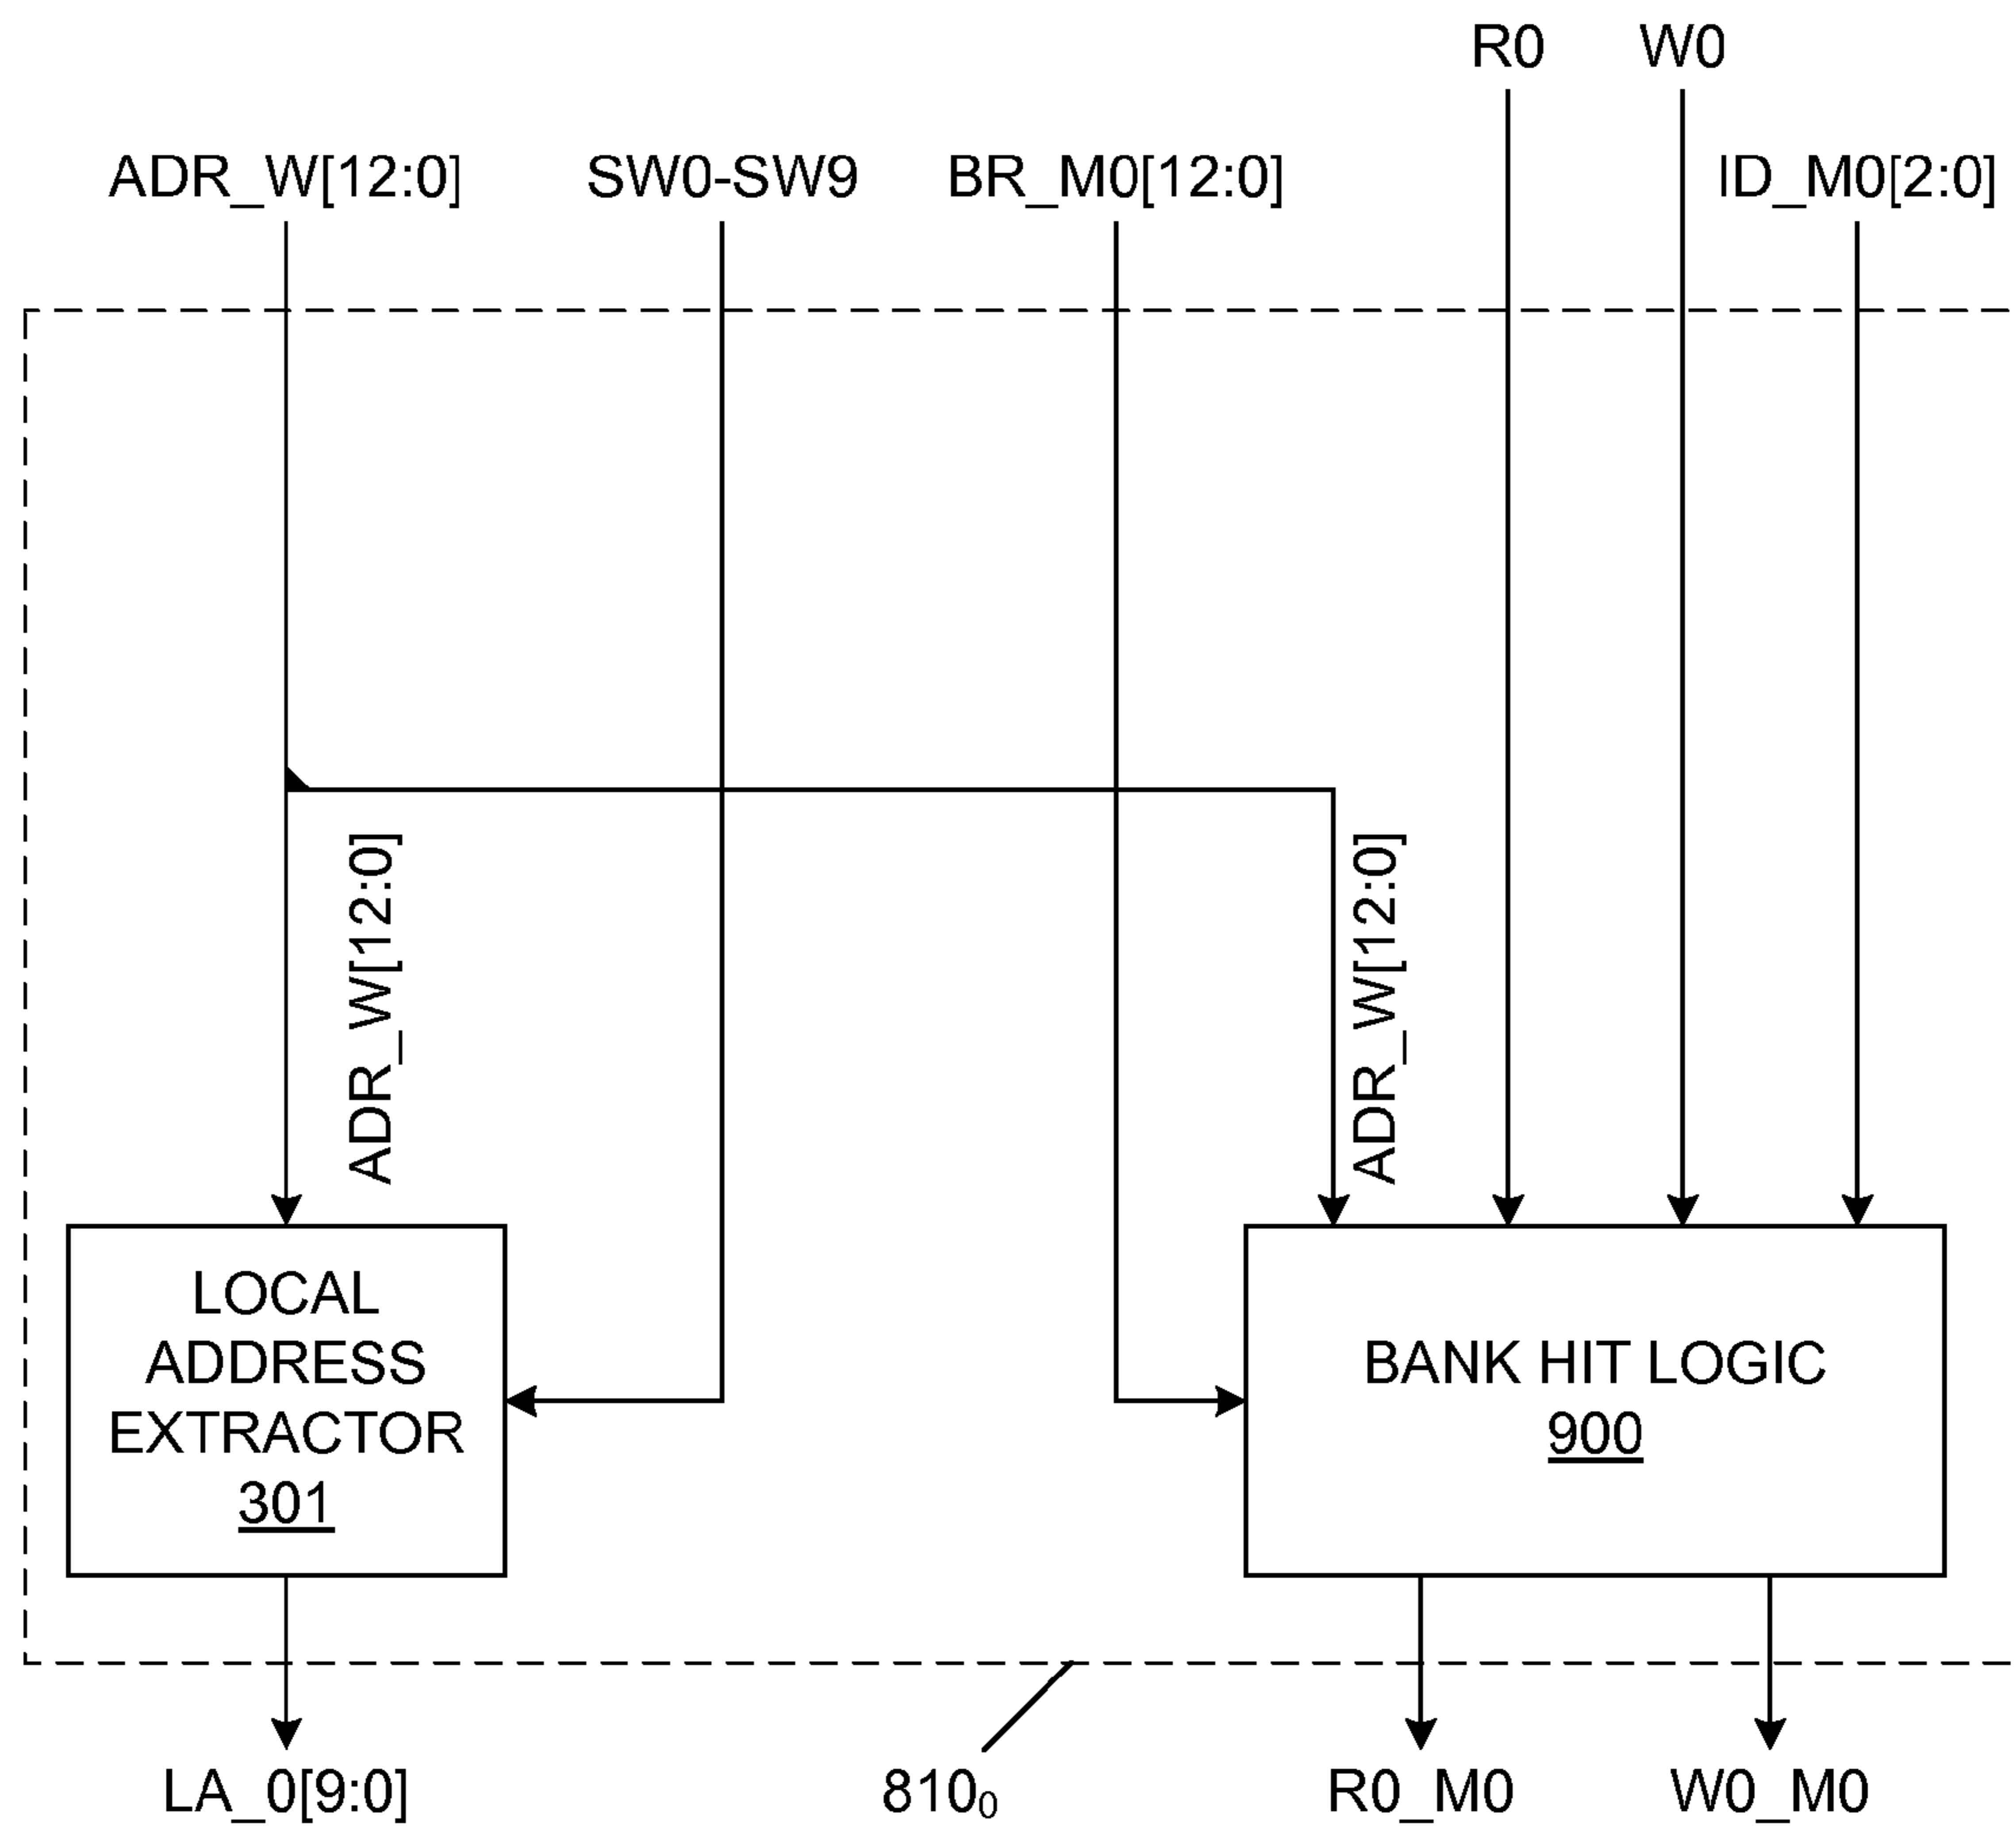 R0 W0
ADR_W[12:0] SW0-SW9 BR_M0[12:0] ID_M0[2:0]
ADR_W[12:0]
ADR_W[12:0]
LOCAL
ADDRESS
EXTRACTOR
301
BANK HIT LOGIC
900
LA_0[9:0] 810₀ R0_M0 W0_M0